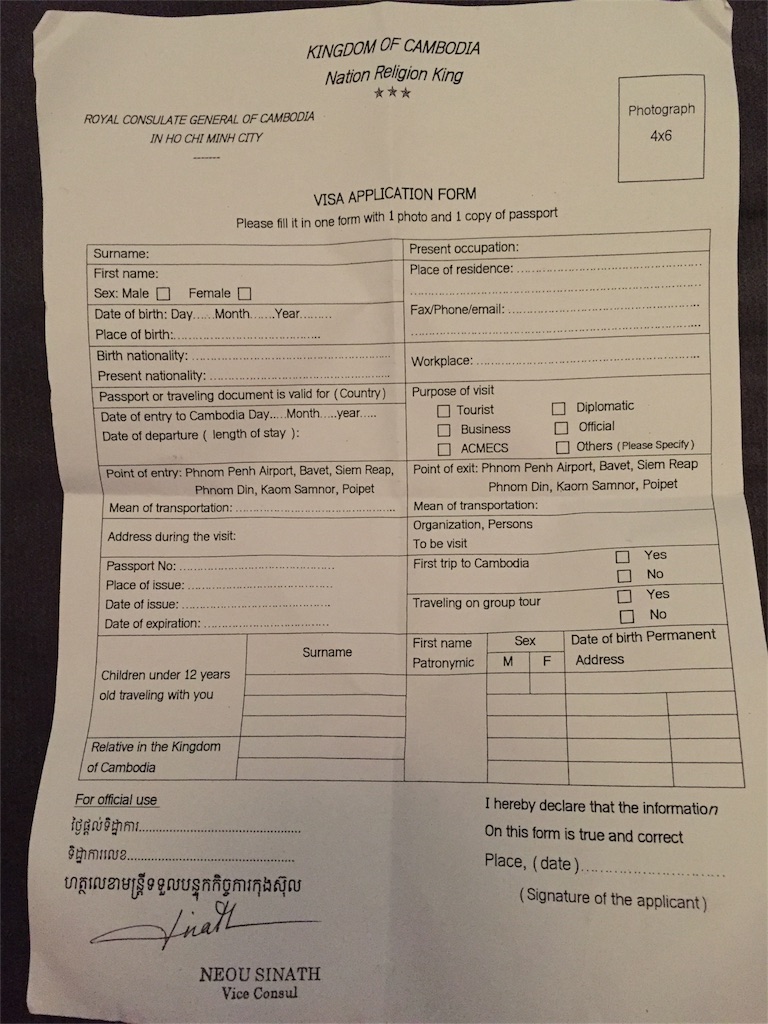 KINGDOM OF CAMBODIA
Nation Religion King
★★★
Photograph
4x6
ROYAL CONSULATE GENERAL OF CAMBODIA
IN HO CHI MINH CITY
-------
VISA APPLICATION FORM
Please fill it in one form with 1 photo and 1 copy of passport
Surname:
First name:
Sex: Male Female
Date of birth: Day......Month.......Year.........
Place of birth:..........................................
Birth nationality: ..........................................
Present nationality: ..........................................
Passport or traveling document is valid for (Country)
Date of entry to Cambodia Day.....Month.....year.....
Date of departure ( length of stay ):
Present occupation:
Place of residence: ..........................................
..........................................
Fax/Phone/email: ..........................................
..........................................
Workplace: ..........................................
Purpose of visit
Tourist Diplomatic
Business Official
ACMECS Others (Please Specify)
Point of entry: Phnom Penh Airport, Bavet, Siem Reap,
Phnom Din, Kaom Samnor, Poipet
Mean of transportation: ..........................................
Point of exit: Phnom Penh Airport, Bavet, Siem Reap
Phnom Din, Kaom Samnor, Poipet
Mean of transportation:
Address during the visit:
Organization, Persons
To be visit
Passport No: ..........................................
Place of issue: ..........................................
Date of issue: ..........................................
Date of expiration: ..........................................
First trip to Cambodia Yes
No
Traveling on group tour Yes
No
Children under 12 years
old traveling with you
Surname
First name
Patronymic
Sex
M F
Date of birth Permanent
Address
Relative in the Kingdom
of Cambodia
For official use
ថ្ងៃផ្តល់ទិដ្ឋាការ..........................................
ទិដ្ឋាការលេខ..........................................
ហត្ថលេខាមន្ត្រីទទួលបន្ទុកកិច្ចការកុងស៊ុល
Sinath
NEOU SINATH
Vice Consul
I hereby declare that the information
On this form is true and correct
Place, ( date )..........................................
( Signature of the applicant )